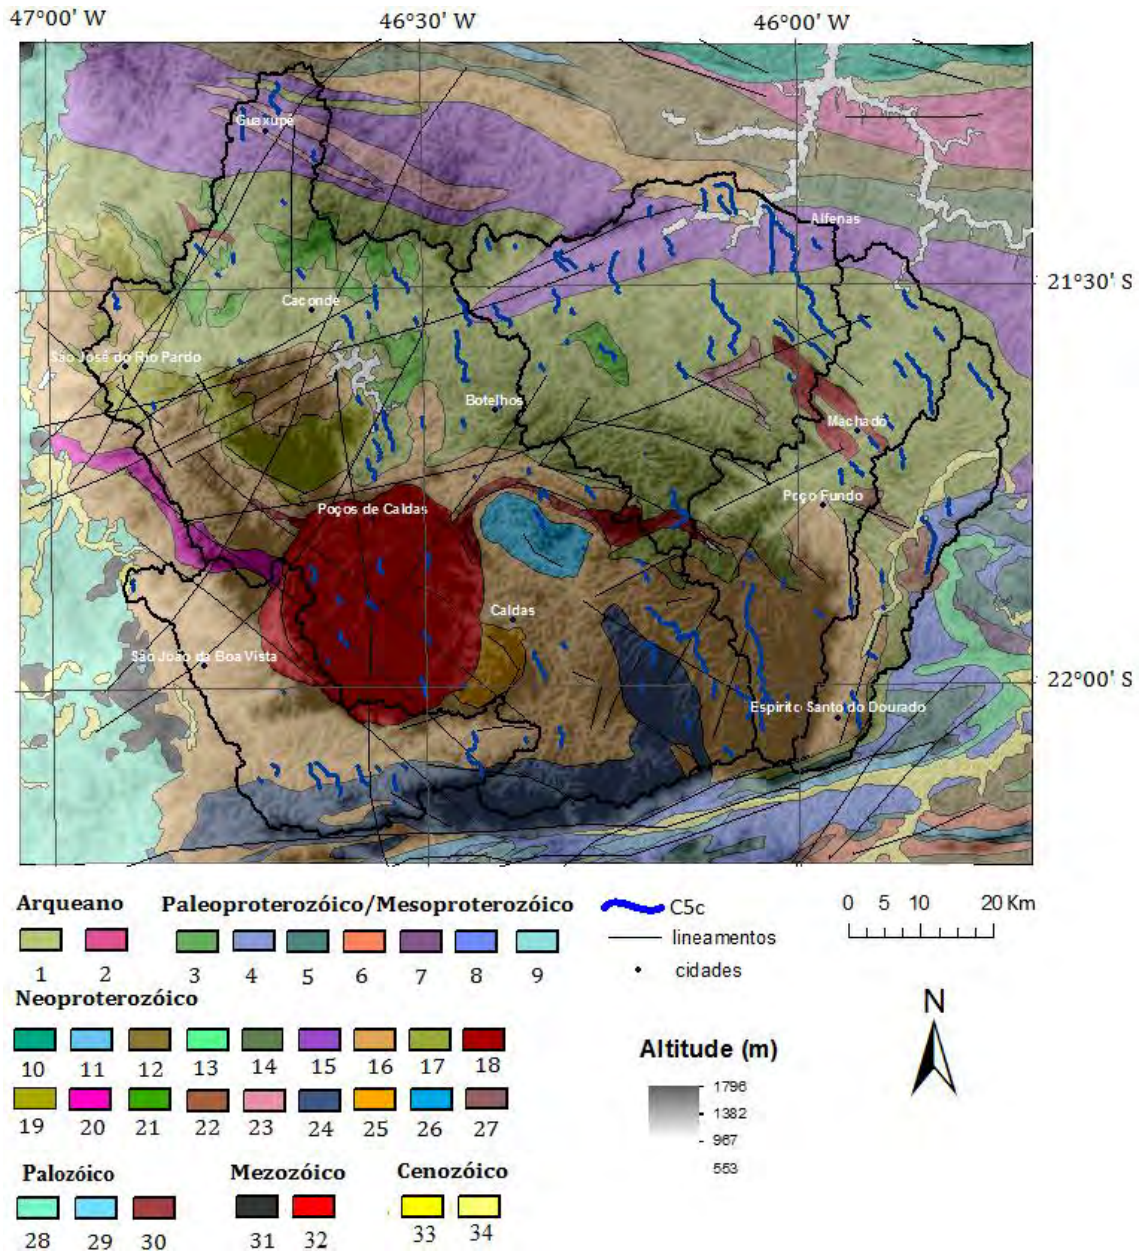 47°00' W 46°30' W 46°00' W
Guaxupé
Alfenas
21°30' S
Caconde
São José do Rio Pardo
Botelhos
Machado
Poço Fundo
Poços de Caldas
Caldas
São João da Boa Vista
22°00' S
Espirito Santo do Dourado
Arqueano Paleoproterozóico/Mesoproterozóico
C5c
0 5 10 20 Km
lineamentos
1 2 3 4 5 6 7 8 9
cidades
Neoproterozóico
N
10 11 12 13 14 15 16 17 18
Altitude (m)
1796
1382
967
553
19 20 21 22 23 24 25 26 27
Palozóico Mezozóico Cenozóico
28 29 30 31 32 33 34